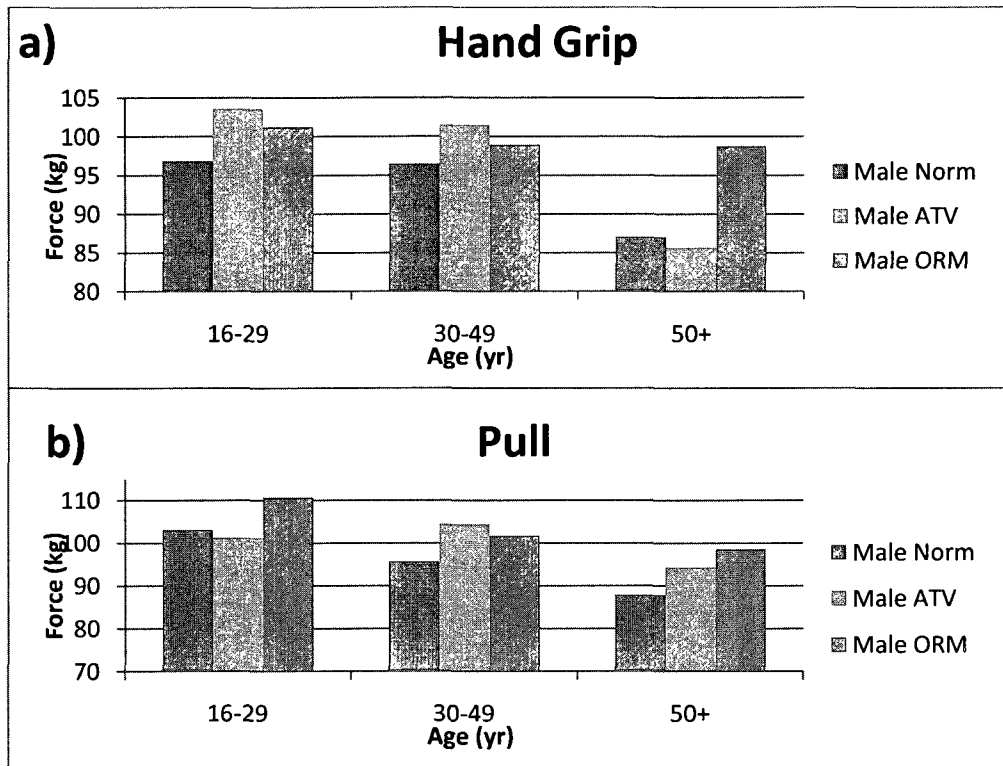 a) Hand Grip
105
100
95
90
85
80
Force (kg)
16-29 30-49 50+
Age (yr)
Male Norm
Male ATV
Male ORM
b) Pull
110
100
90
80
70
Force (kg)
16-29 30-49 50+
Age (yr)
Male Norm
Male ATV
Male ORM